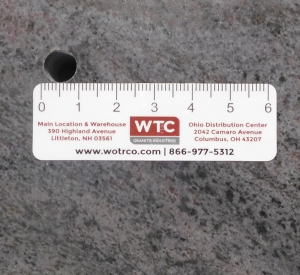 0 1 2 3 4 5 6
Main Location & Warehouse
390 Highland Avenue
Littleton, NH 03561
WTC
GRANITE INDUSTRIES
Ohio Distribution Center
2042 Camaro Avenue
Columbus, OH 43207
www.wotrco.com | 866-977-5312